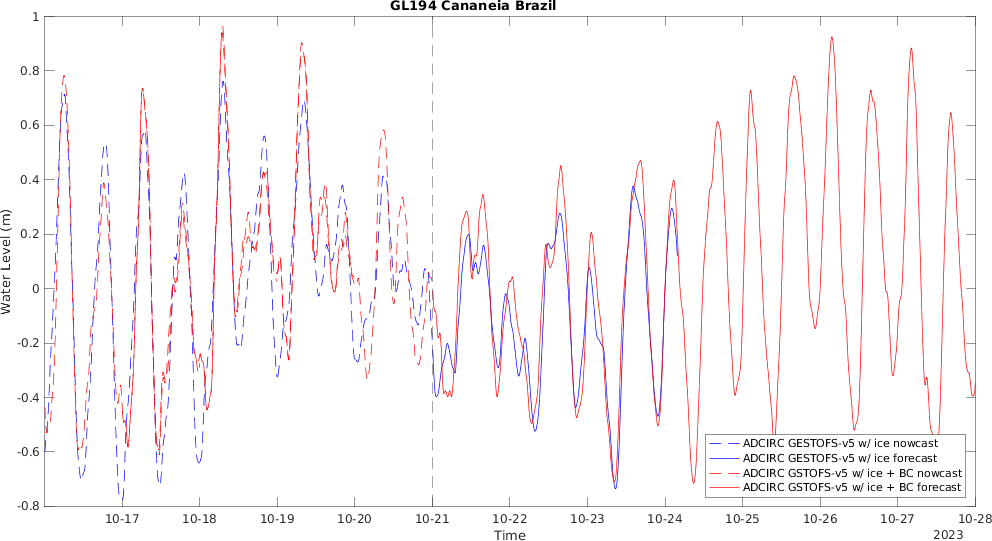 GL194 Cananeia Brazil
1
0.8
0.6
0.4
0.2
0
-0.2
-0.4
-0.6
-0.8
Water Level (m)
ADCIRC GESTOFS-v5 w/ ice nowcast
ADCIRC GESTOFS-v5 w/ ice forecast
ADCIRC GSTOFS-v5 w/ ice + BC nowcast
ADCIRC GSTOFS-v5 w/ ice + BC forecast
10-17 10-18 10-19 10-20 10-21 10-22 10-23 10-24 10-25 10-26 10-27 10-28
Time
2023